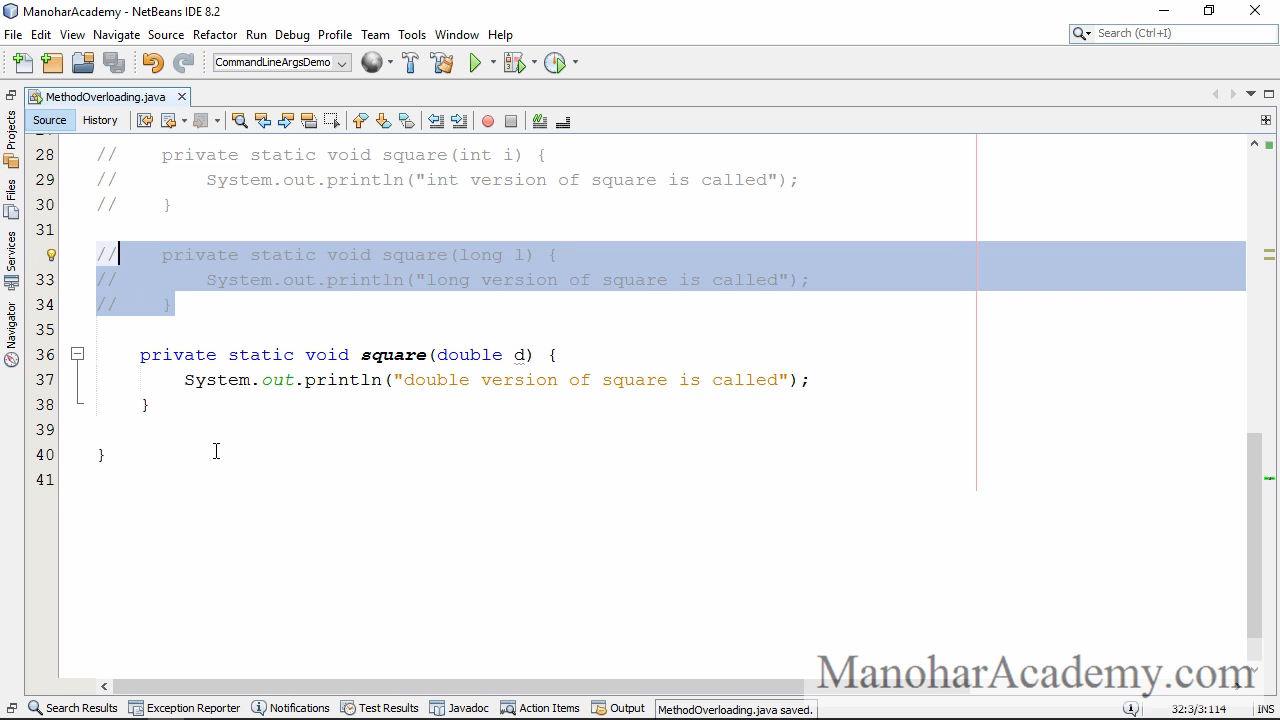 ManoharAcademy - NetBeans IDE 8.2
File Edit View Navigate Source Refactor Run Debug Profile Team Tools Window Help
Search (Ctrl+I)
CommandLineArgsDemo
MethodOverloading.java
Source History
Projects
Files
Services
Navigator
28 //    private static void square(int i) {
29 //        System.out.println("int version of square is called");
30 //    }
31
//    private static void square(long l) {
33 //        System.out.println("long version of square is called");
34 //    }
35
36     private static void square(double d) {
37         System.out.println("double version of square is called");
38     }
39
40 }
41
ManoharAcademy.com
Search Results Exception Reporter Notifications Test Results Javadoc Action Items Output MethodOverloading.java saved. 32:3/3:114 INS